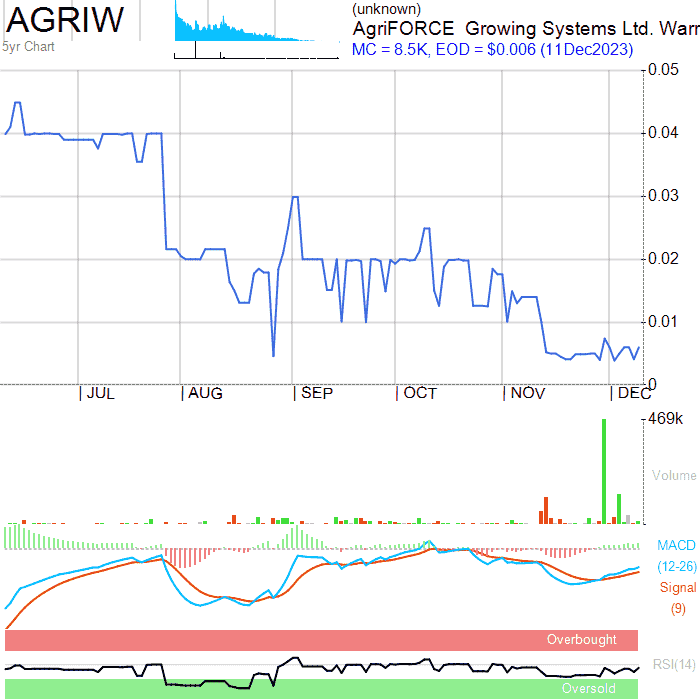 AGRIW
5yr Chart
(unknown)
AgriFORCE Growing Systems Ltd. Warr
MC = 8.5K, EOD = $0.006 (11Dec2023)
0.05
0.04
0.03
0.02
0.01
0
JUL AUG SEP OCT NOV DEC
469k
Volume
MACD
(12-26)
Signal
(9)
Overbought
RSI(14)
Oversold